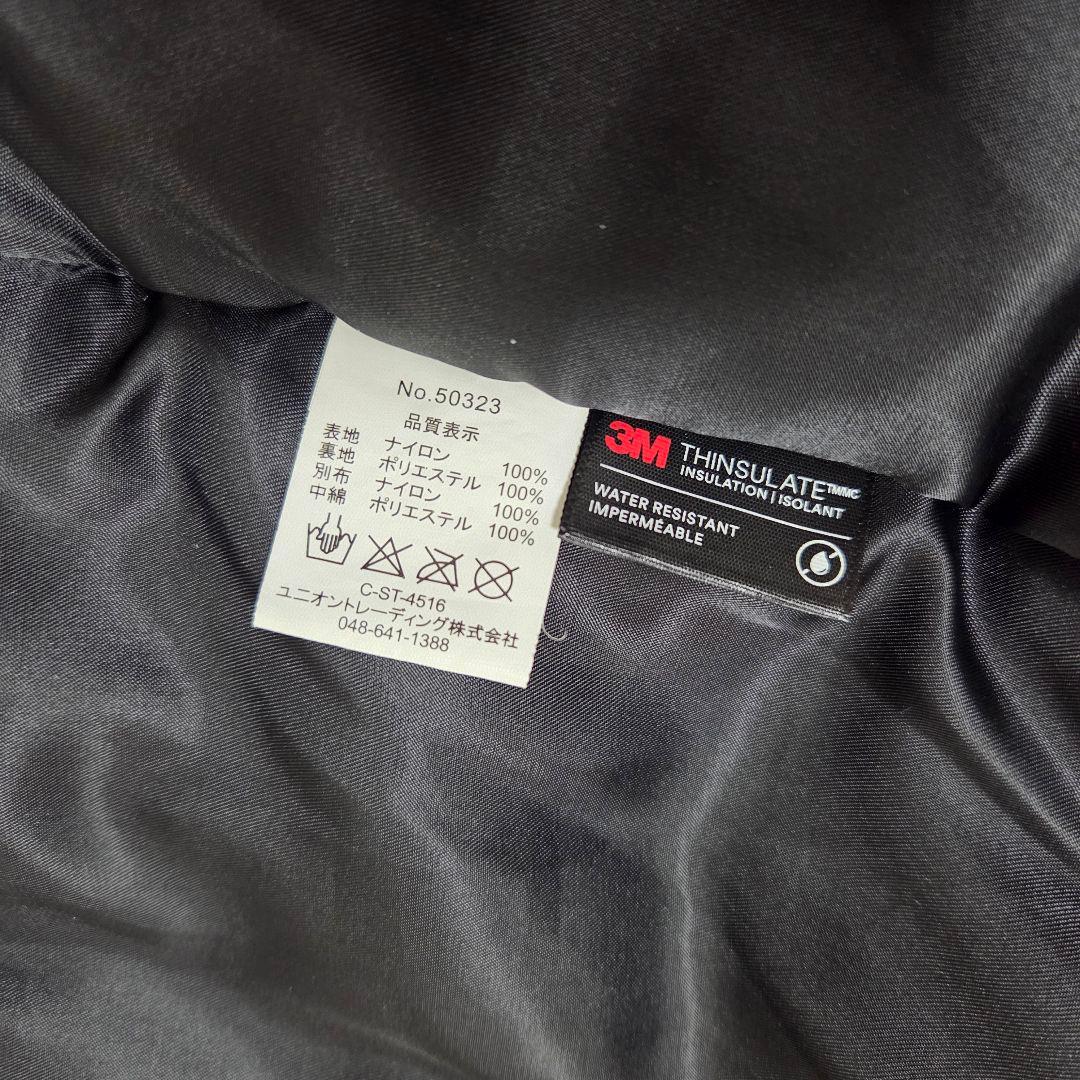 No.50323
品質表示
表地 ナイロン 100%
裏地 ポリエステル 100%
別布 ナイロン 100%
中綿 ポリエステル 100%
C-ST-4516
ユニオントレーディング株式会社
048-641-1388
3M THINSULATE™/MC
INSULATION | ISOLANT
WATER RESISTANT
IMPERMÉABLE